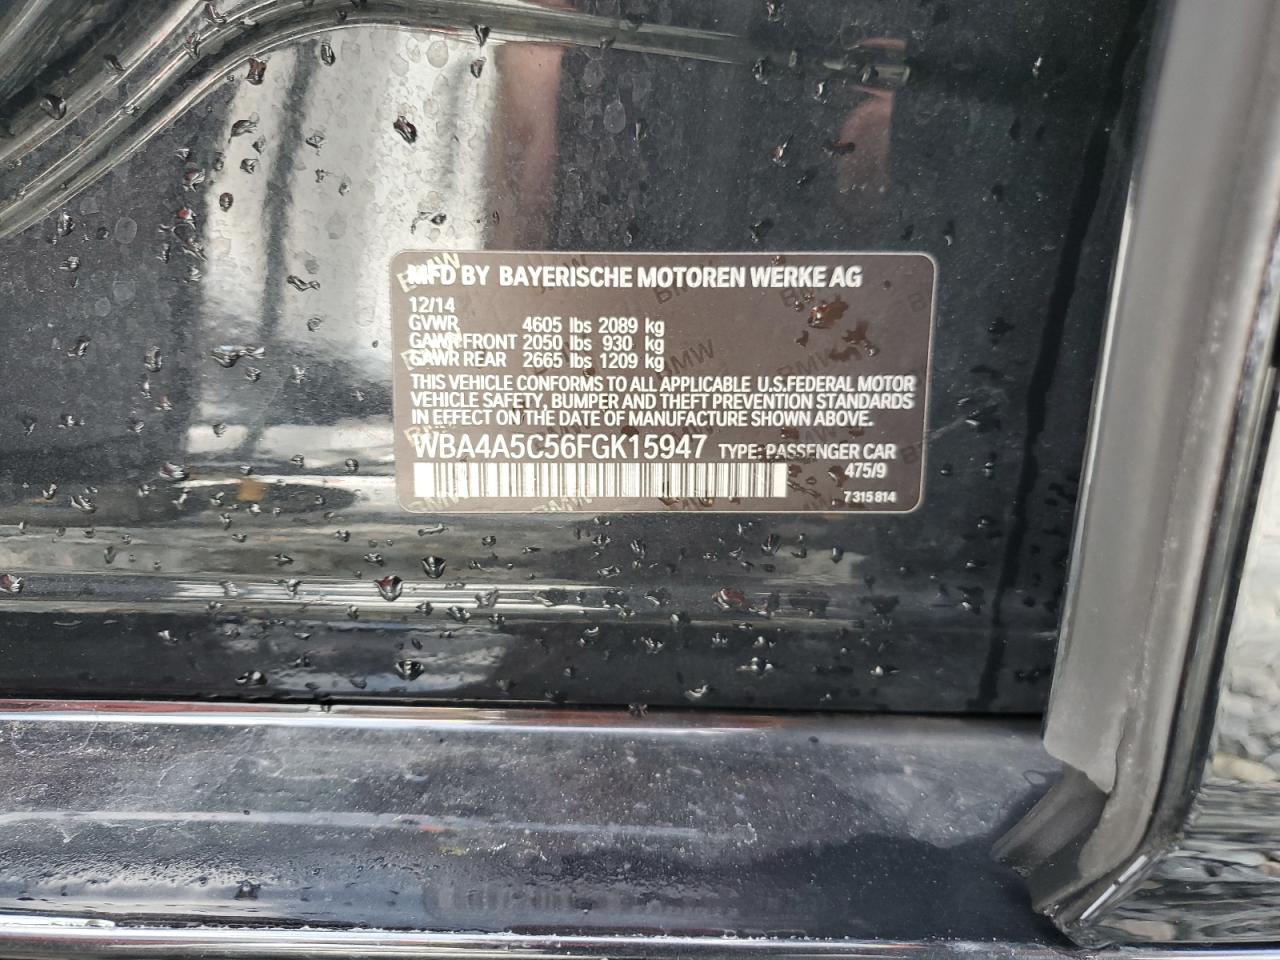 MFD BY BAYERISCHE MOTOREN WERKE AG
12/14
GVWR 4605 lbs 2089 kg
GAWR FRONT 2050 lbs 930 kg
GAWR REAR 2665 lbs 1209 kg
THIS VEHICLE CONFORMS TO ALL APPLICABLE U.S.FEDERAL MOTOR
VEHICLE SAFETY, BUMPER AND THEFT PREVENTION STANDARDS
IN EFFECT ON THE DATE OF MANUFACTURE SHOWN ABOVE.
WBA4A5C56FGK15947 TYPE: PASSENGER CAR
475/9
7 315 814